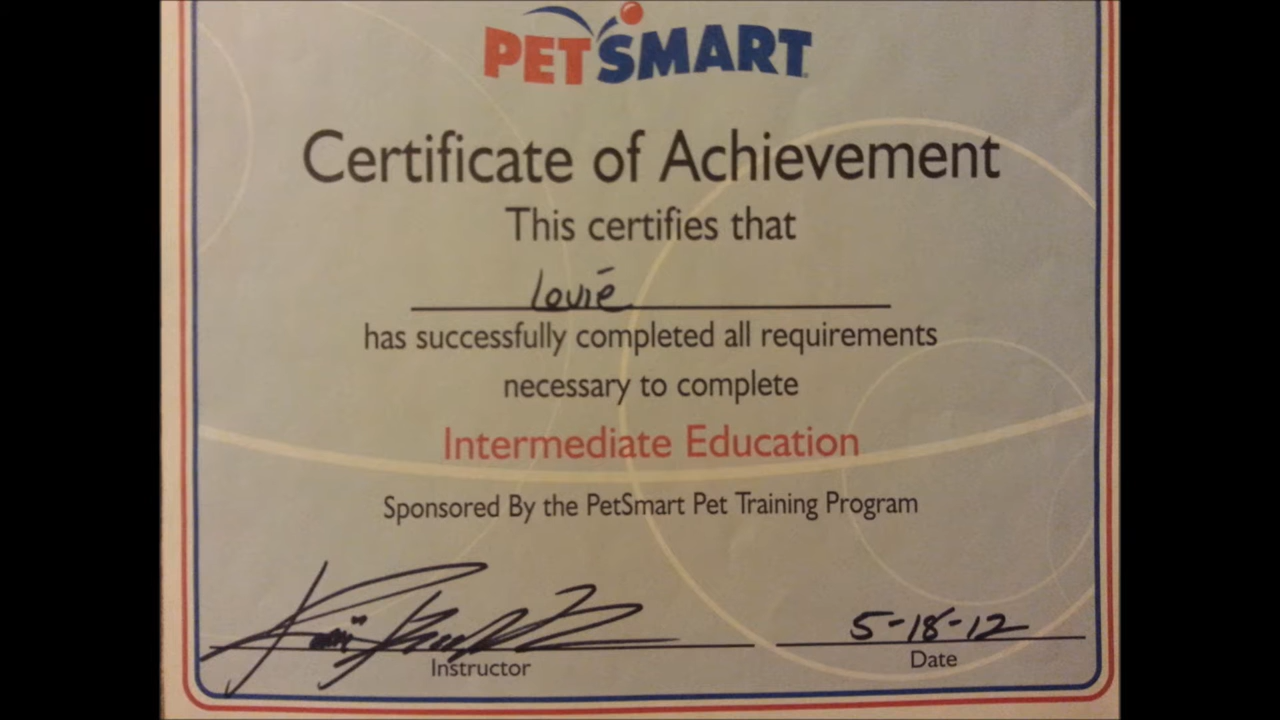 PETSMART
Certificate of Achievement
This certifies that
Louie
has successfully completed all requirements
necessary to complete
Intermediate Education
Sponsored By the PetSmart Pet Training Program
5-18-12
Instructor
Date